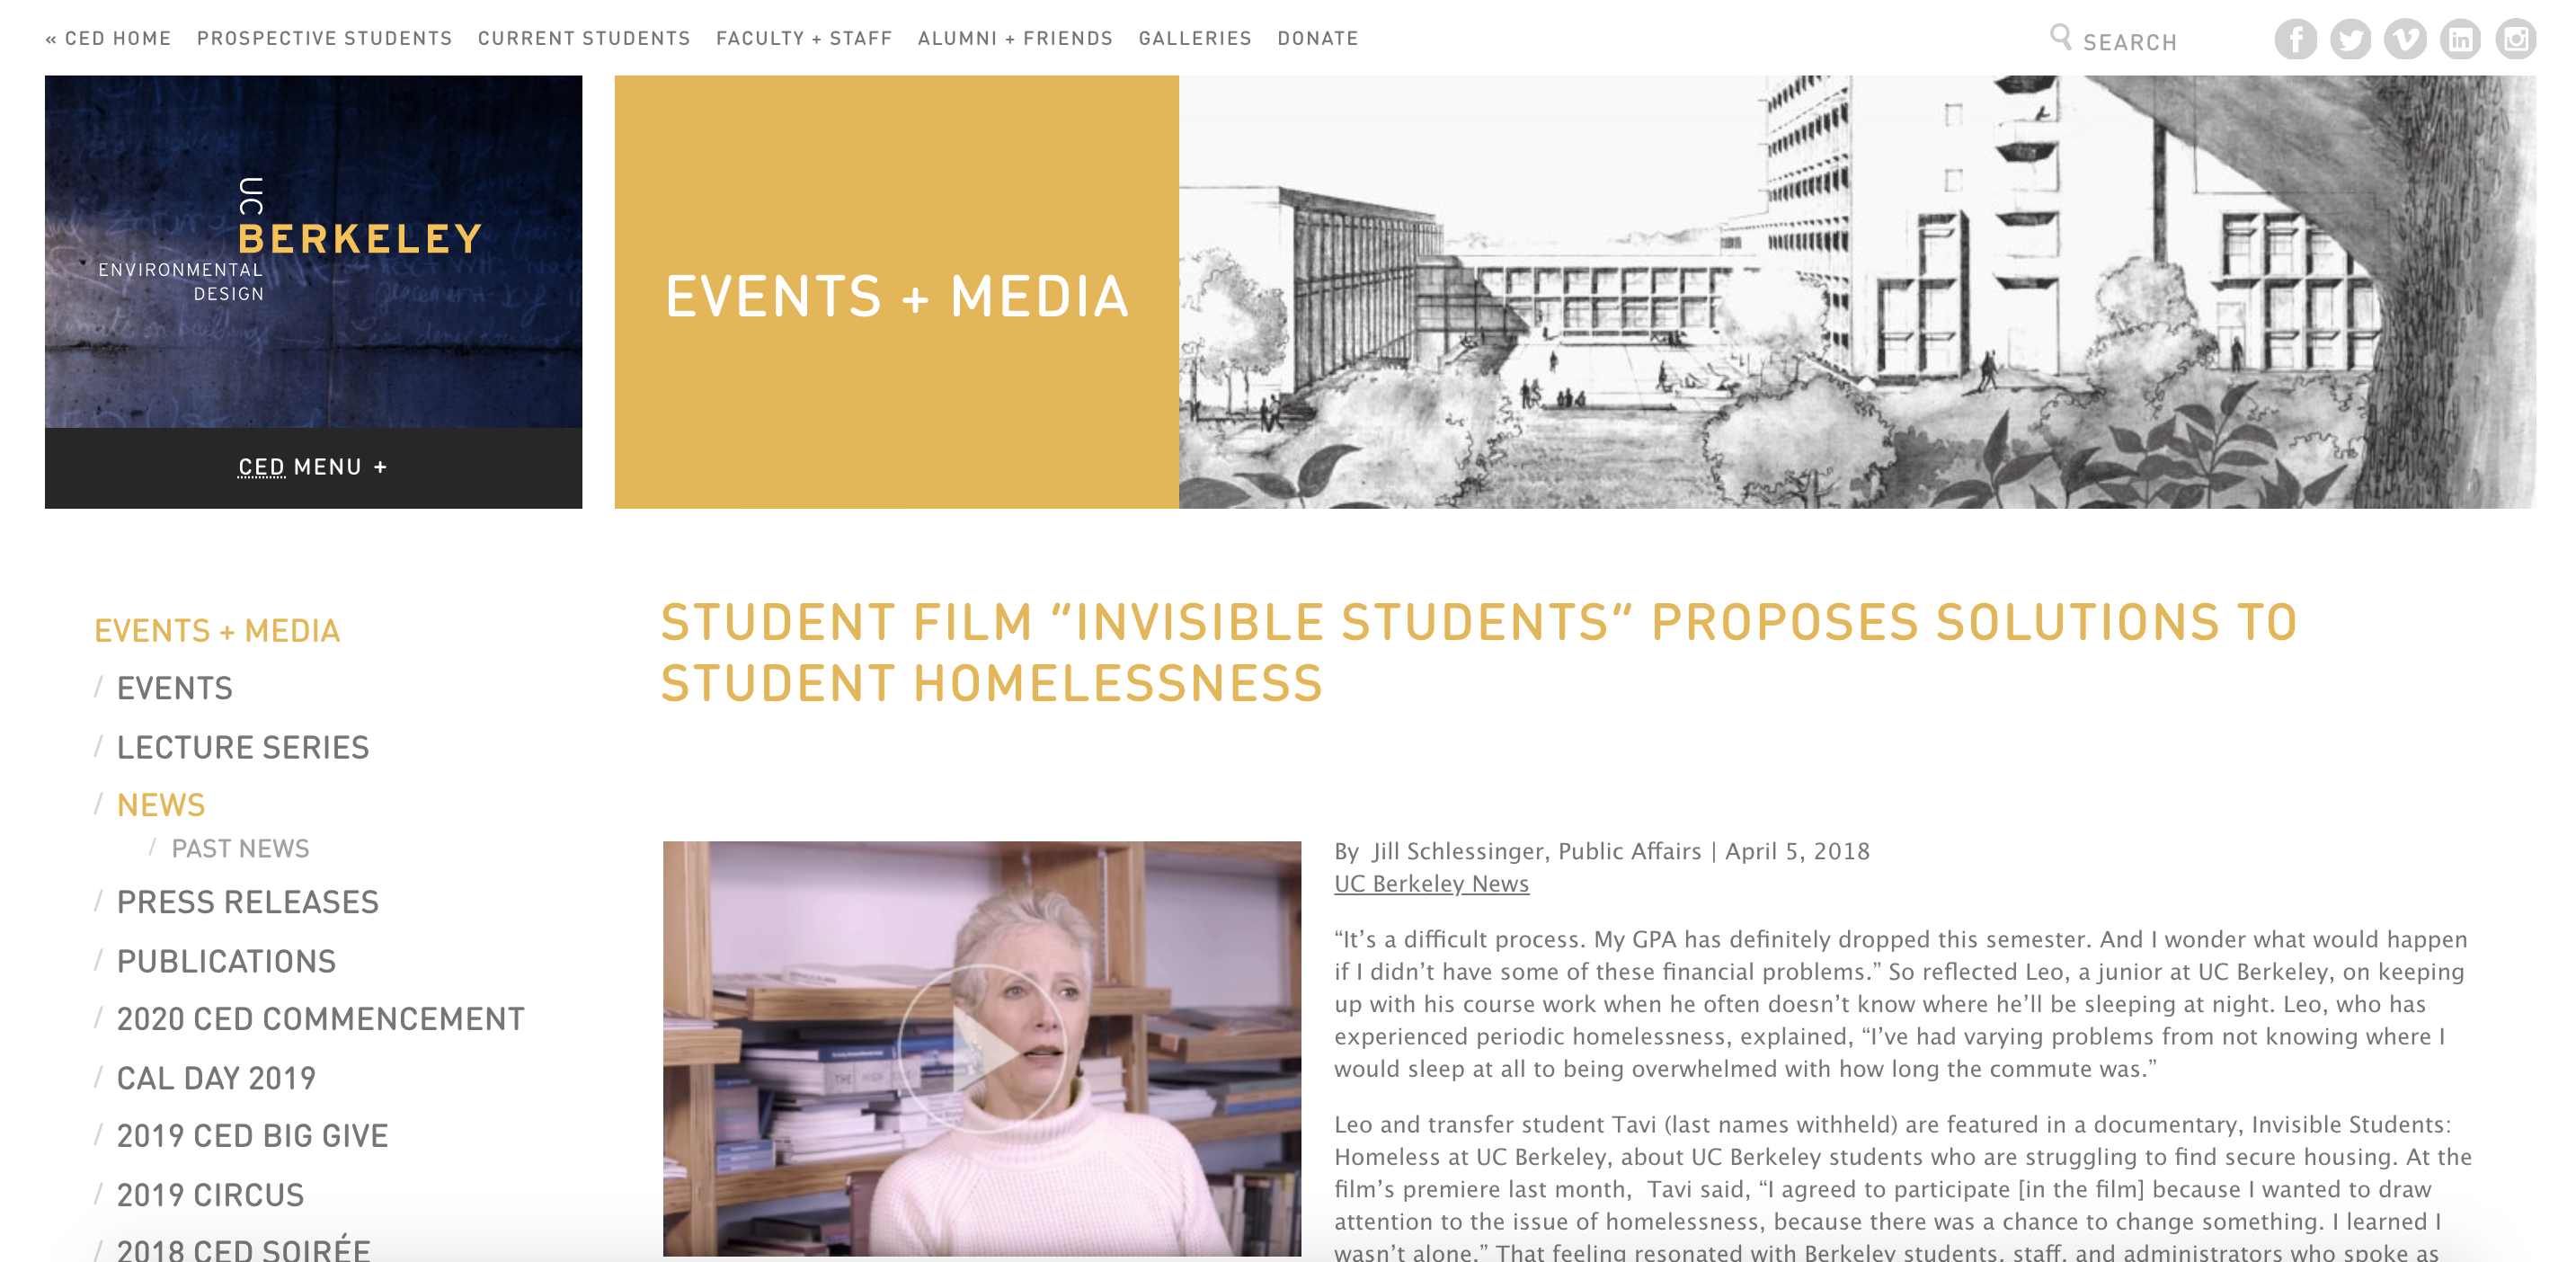 « CED HOME PROSPECTIVE STUDENTS CURRENT STUDENTS FACULTY + STAFF ALUMNI + FRIENDS GALLERIES DONATE SEARCH
UC
BERKELEY
ENVIRONMENTAL
DESIGN
CED MENU +
EVENTS + MEDIA
EVENTS + MEDIA
/ EVENTS
/ LECTURE SERIES
/ NEWS
/ PAST NEWS
/ PRESS RELEASES
/ PUBLICATIONS
/ 2020 CED COMMENCEMENT
/ CAL DAY 2019
/ 2019 CED BIG GIVE
/ 2019 CIRCUS
/ 2018 CED SOIRÉE
STUDENT FILM “INVISIBLE STUDENTS” PROPOSES SOLUTIONS TO
STUDENT HOMELESSNESS
THE HIGH
By Jill Schlessinger, Public Affairs | April 5, 2018
UC Berkeley News
“It’s a difficult process. My GPA has definitely dropped this semester. And I wonder what would happen
if I didn’t have some of these financial problems.” So reflected Leo, a junior at UC Berkeley, on keeping
up with his course work when he often doesn’t know where he’ll be sleeping at night. Leo, who has
experienced periodic homelessness, explained, “I’ve had varying problems from not knowing where I
would sleep at all to being overwhelmed with how long the commute was.”
Leo and transfer student Tavi (last names withheld) are featured in a documentary, Invisible Students:
Homeless at UC Berkeley, about UC Berkeley students who are struggling to find secure housing. At the
film’s premiere last month, Tavi said, “I agreed to participate [in the film] because I wanted to draw
attention to the issue of homelessness, because there was a chance to change something. I learned I
wasn’t alone.” That feeling resonated with Berkeley students, staff, and administrators who spoke as